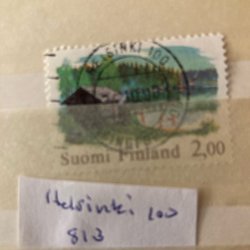 HELSINKI 100
SUOMI FINLAND 2,00
Helsinki 100
813